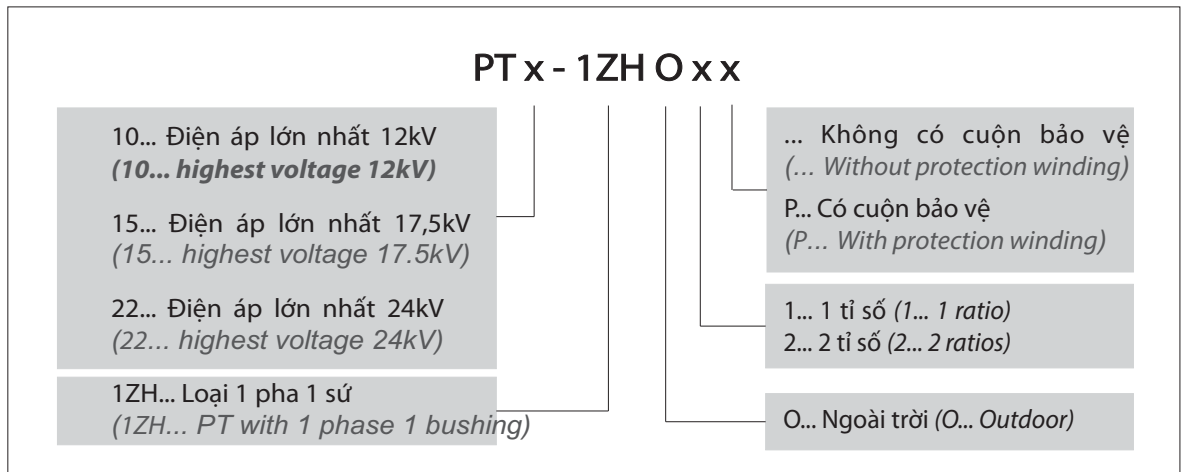 PT x - 1ZH O x x
10... Điện áp lớn nhất 12kV
(10... highest voltage 12kV)
15... Điện áp lớn nhất 17,5kV
(15... highest voltage 17.5kV)
22... Điện áp lớn nhất 24kV
(22... highest voltage 24kV)
1ZH... Loại 1 pha 1 sứ
(1ZH... PT with 1 phase 1 bushing)
... Không có cuộn bảo vệ
(... Without protection winding)
P... Có cuộn bảo vệ
(P... With protection winding)
1... 1 tỉ số (1... 1 ratio)
2... 2 tỉ số (2... 2 ratios)
O... Ngoài trời (O... Outdoor)